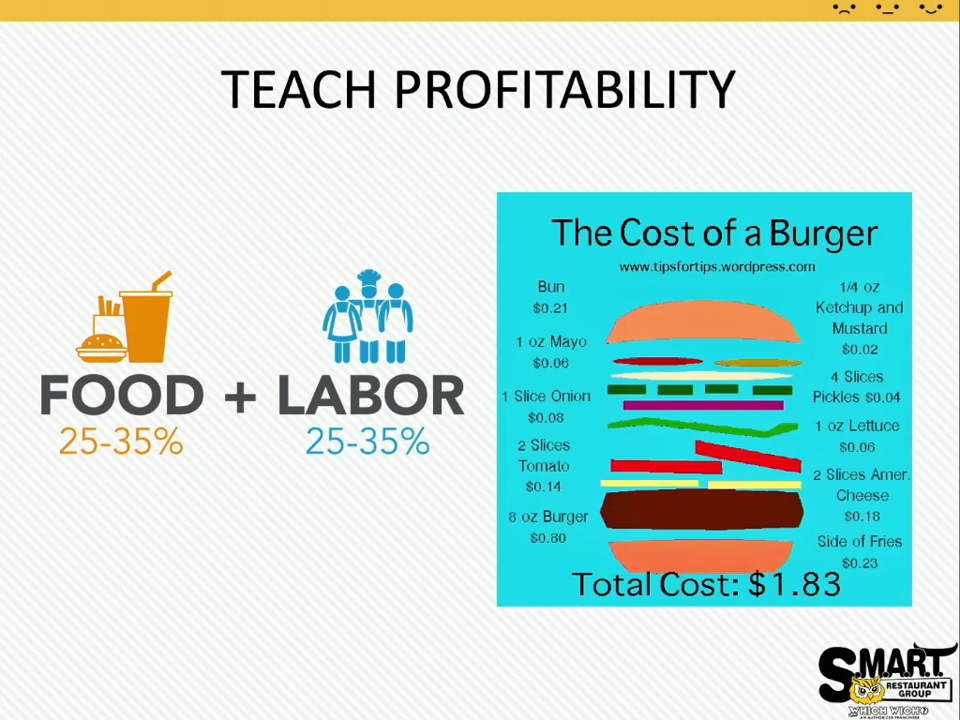 TEACH PROFITABILITY
FOOD + LABOR
25-35% 25-35%
The Cost of a Burger
www.tipsfortips.wordpress.com
Bun
$0.21
1 oz Mayo
$0.06
1 Slice Onion
$0.08
2 Slices
Tomato
$0.14
8 oz Burger
$0.80
1/4 oz
Ketchup and
Mustard
$0.02
4 Slices
Pickles $0.04
1 oz Lettuce
$0.06
2 Slices Amer.
Cheese
$0.18
Side of Fries
$0.23
Total Cost: $1.83
S.M.A.R.T.
RESTAURANT
GROUP
WHICH WICH?
AN AUTHORIZED FRANCHISEE